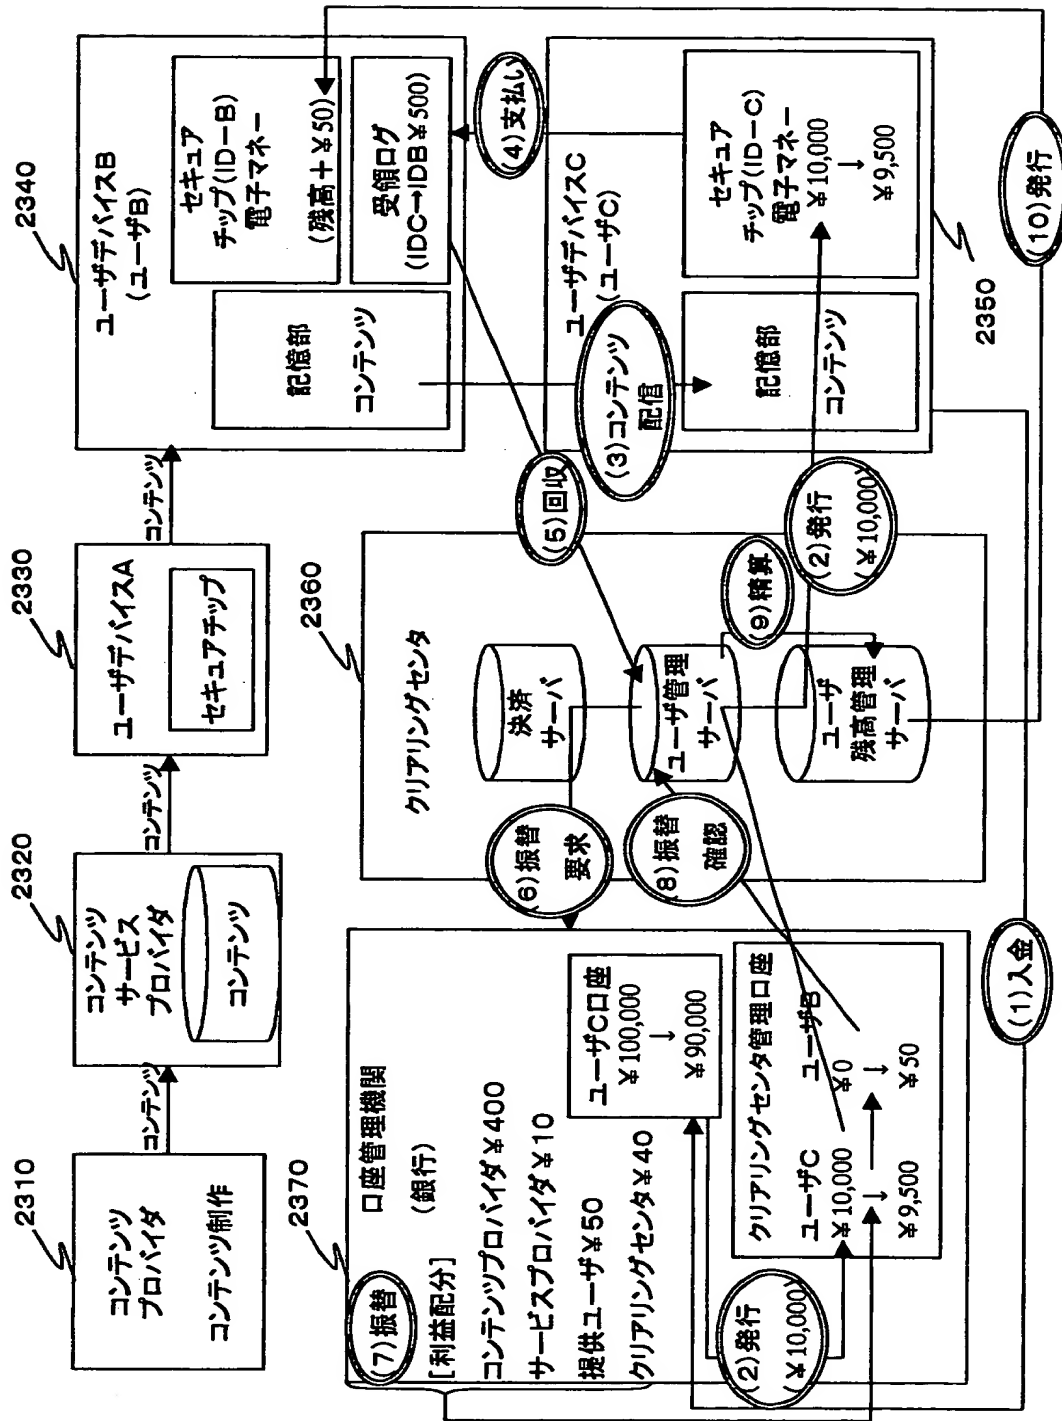 2310
コンテンツ
プロバイダ
コンテンツ制作
コンテンツ
2320
コンテンツ
サービス
プロバイダ
コンテンツ
コンテンツ
2330
ユーザデバイスA
セキュアチップ
コンテンツ
2340
ユーザデバイスB
(ユーザB)
セキュア
チップ(ID-B)
電子マネー
(残高+¥50)
受領ログ
(IDC→IDB¥500)
記憶部
コンテンツ
2370
口座管理機関
(銀行)
(7)振替
[利益配分]
コンテンツプロバイダ¥400
サービスプロバイダ¥10
提供ユーザ¥50
クリアリングセンタ¥40
ユーザC口座
¥100,000
↓
¥90,000
クリアリングセンタ管理口座
ユーザC
¥10,000
↓
¥9,500
ユーザB
¥0
↓
¥50
(2)発行
(¥10,000)
2360
クリアリングセンタ
決済
サーバ
ユーザ管理
サーバ
ユーザ
残高管理
サーバ
(6)振替
要求
(8)振替
確認
(9)精算
(5)回収
(2)発行
(¥10,000)
(3)コンテンツ
配信
(4)支払い
ユーザデバイスC
(ユーザC)
セキュア
チップ(ID-C)
電子マネー
¥10,000
↓
¥9,500
記憶部
コンテンツ
2350
(1)入金
(10)発行